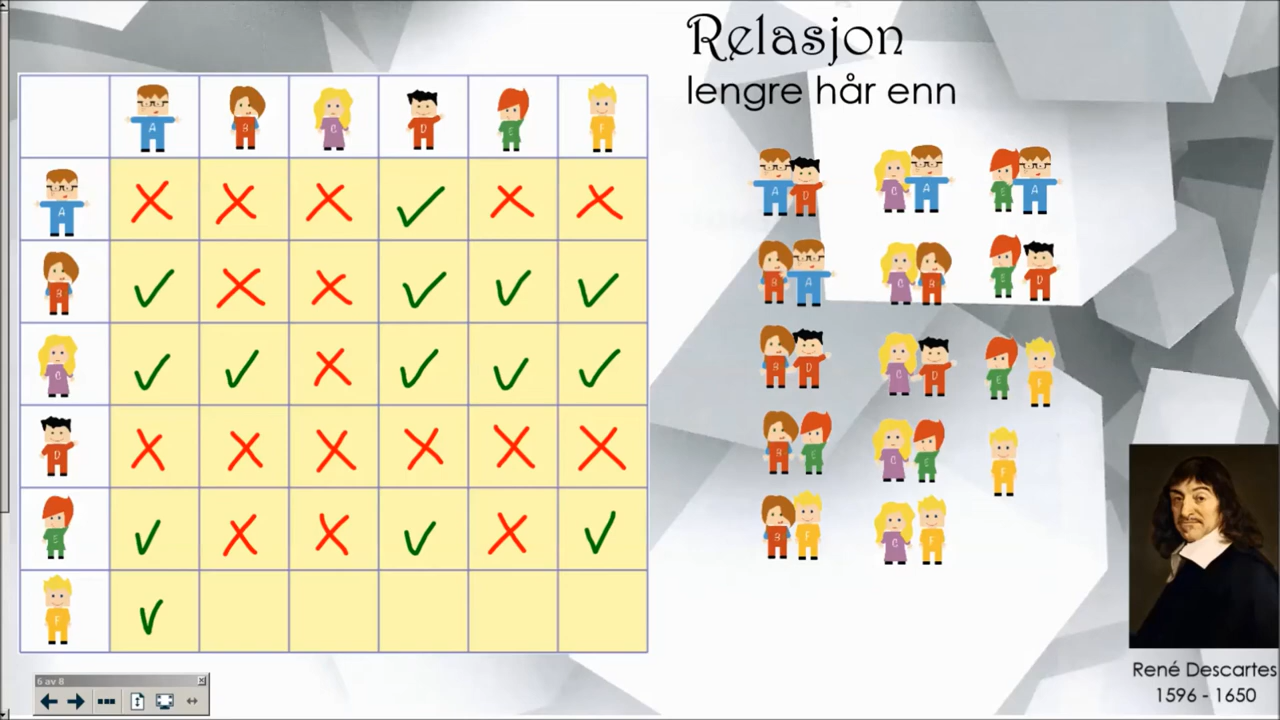 Relasjon
lengre hår enn
A B C D E F
A
B
C
D
E
F
A D C A E A
B A C B E D
B D C D E F
B E C E F
B F C F
René Descartes
1596 - 1650
6 av 8